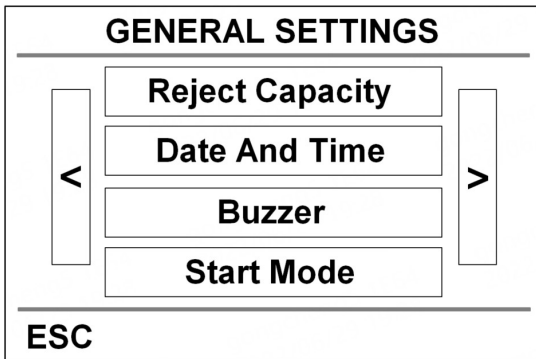 GENERAL SETTINGS
Reject Capacity
Date And Time
<
>
Buzzer
Start Mode
ESC